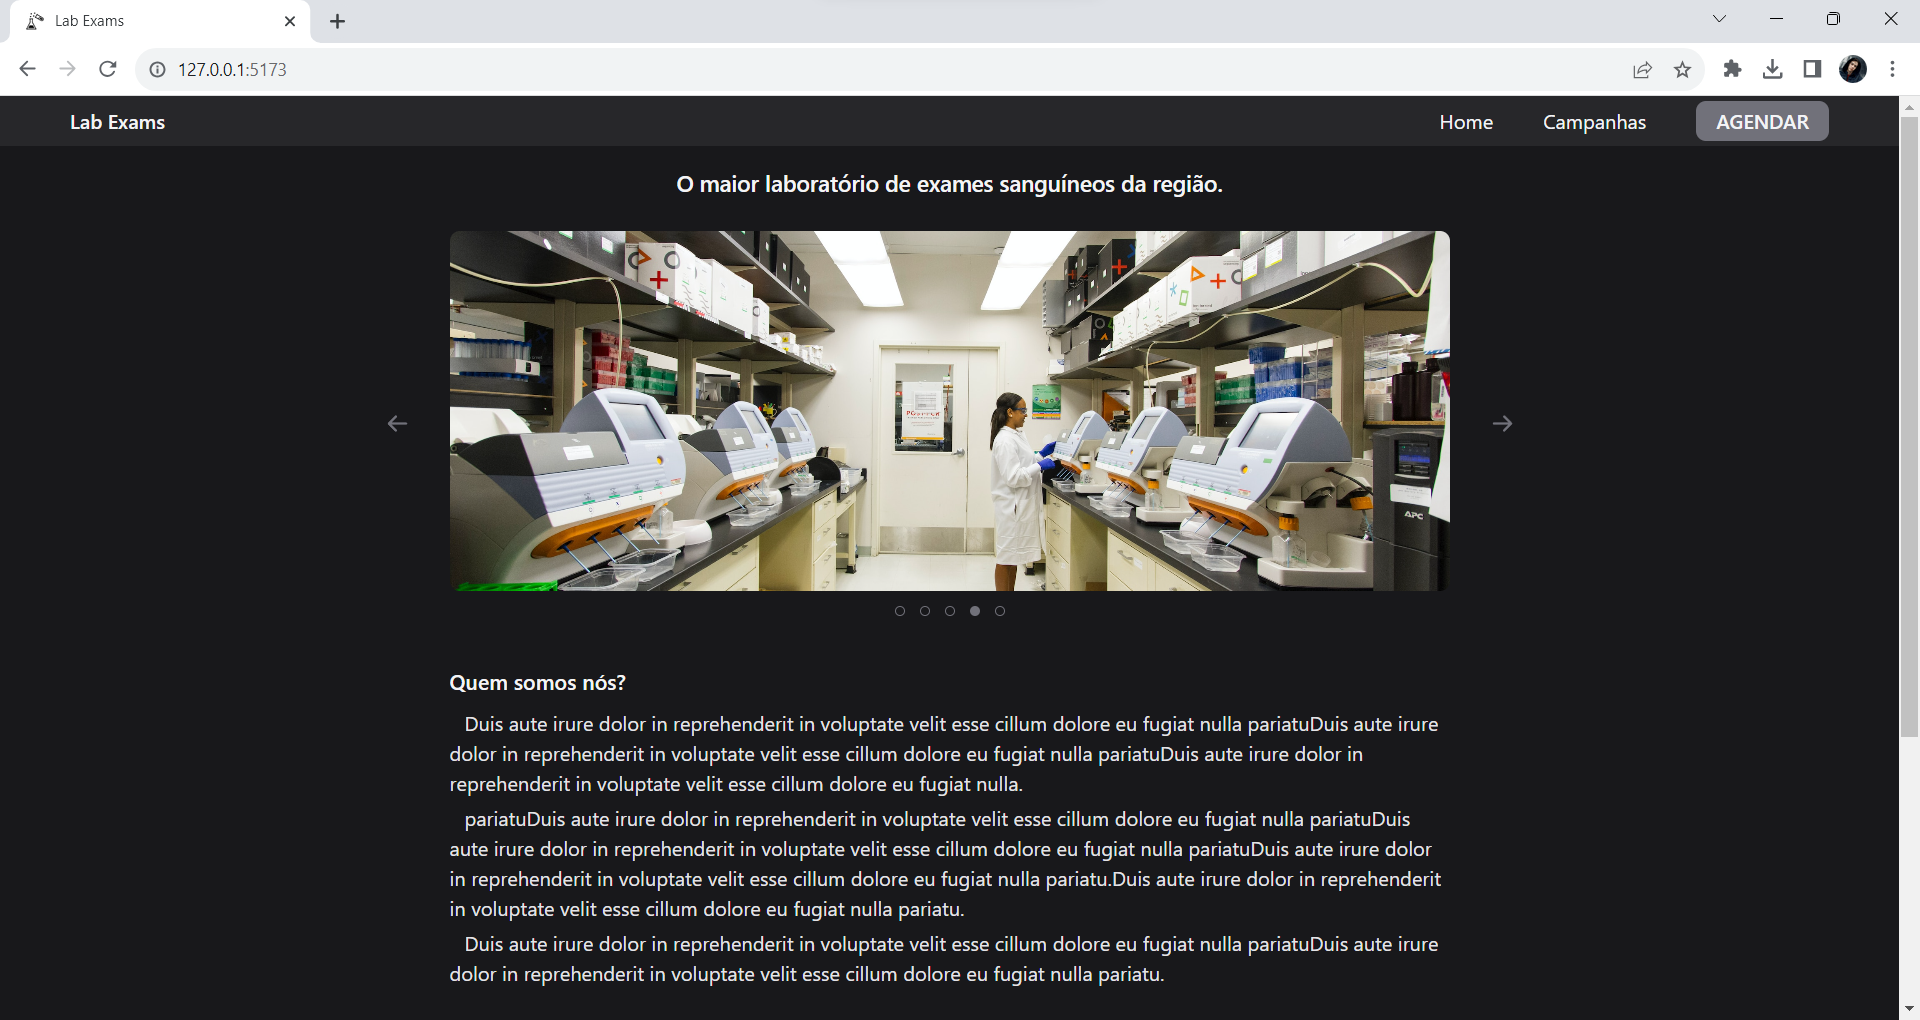 Lab Exams
127.0.0.1:5173
Lab Exams
Home
Campanhas
AGENDAR
O maior laboratório de exames sanguíneos da região.
APC
Quem somos nós?
Duis aute irure dolor in reprehenderit in voluptate velit esse cillum dolore eu fugiat nulla pariatuDuis aute irure
dolor in reprehenderit in voluptate velit esse cillum dolore eu fugiat nulla pariatuDuis aute irure dolor in
reprehenderit in voluptate velit esse cillum dolore eu fugiat nulla.
pariatuDuis aute irure dolor in reprehenderit in voluptate velit esse cillum dolore eu fugiat nulla pariatuDuis
aute irure dolor in reprehenderit in voluptate velit esse cillum dolore eu fugiat nulla pariatuDuis aute irure dolor
in reprehenderit in voluptate velit esse cillum dolore eu fugiat nulla pariatu.Duis aute irure dolor in reprehenderit
in voluptate velit esse cillum dolore eu fugiat nulla pariatu.
Duis aute irure dolor in reprehenderit in voluptate velit esse cillum dolore eu fugiat nulla pariatuDuis aute irure
dolor in reprehenderit in voluptate velit esse cillum dolore eu fugiat nulla pariatu.